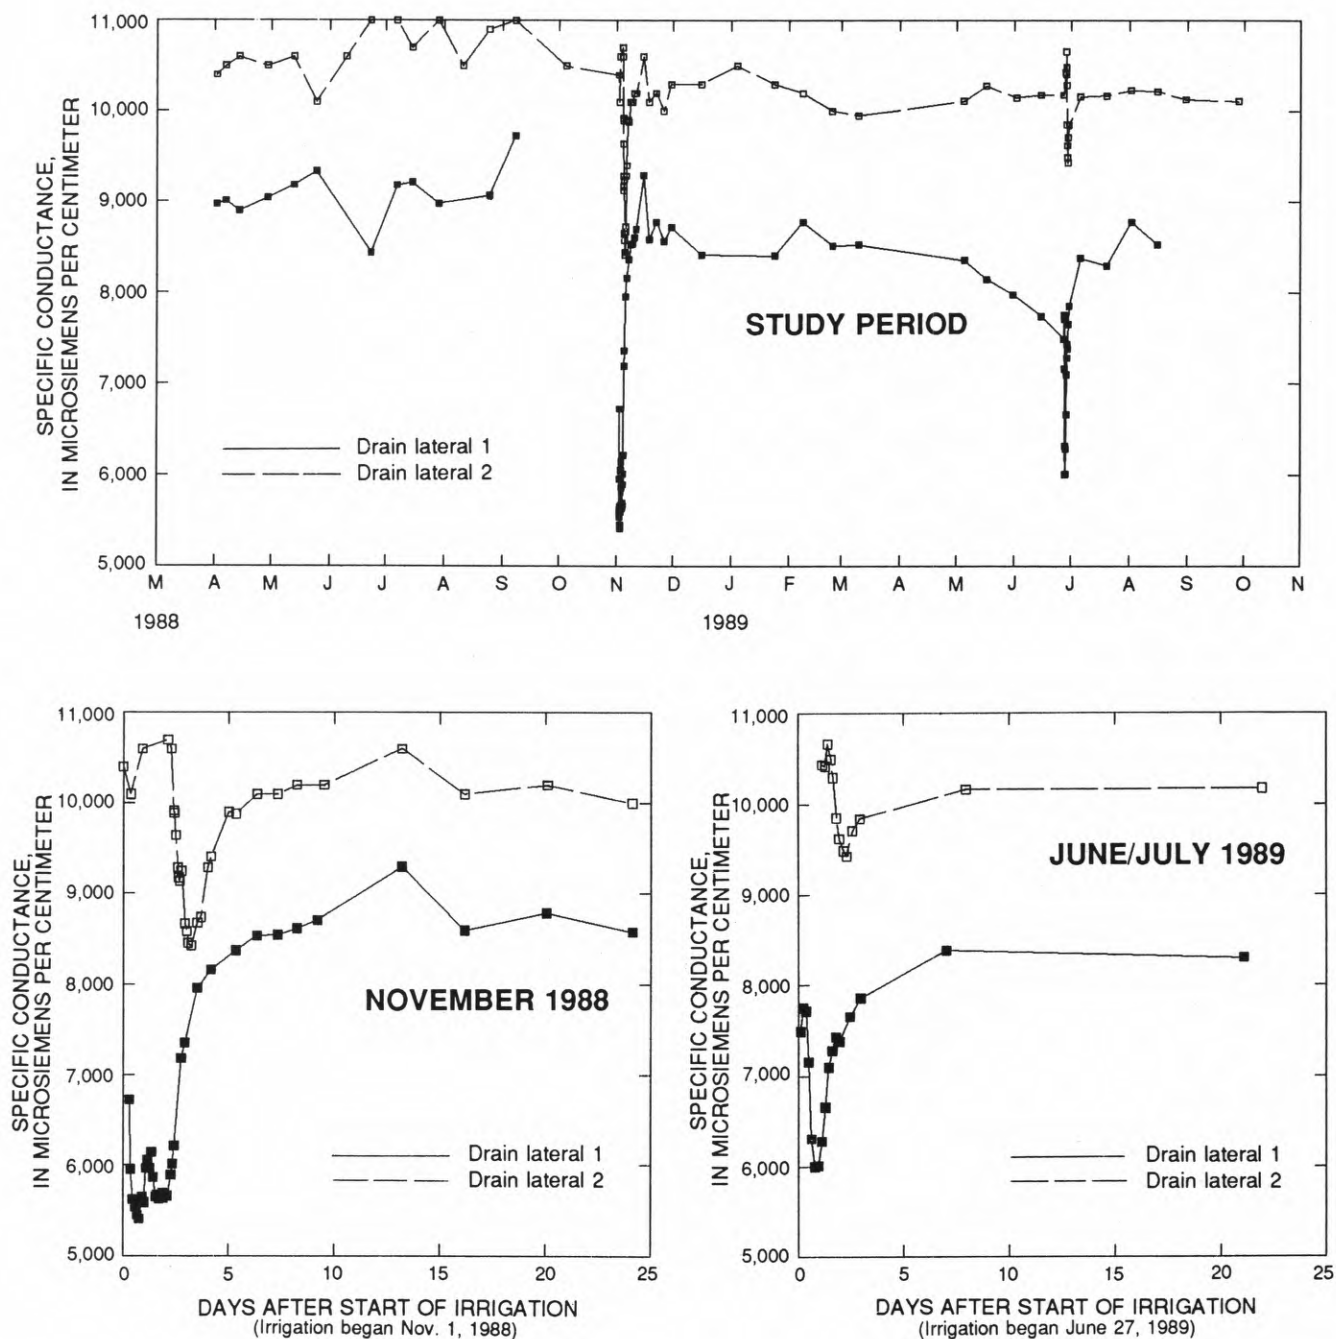 SPECIFIC CONDUCTANCE,
IN MICROSIEMENS PER CENTIMETER
11,000
10,000
9,000
8,000
7,000
6,000
5,000
STUDY PERIOD
Drain lateral 1
Drain lateral 2
M A M J J A S O N D J F M A M J J A S O N
1988 1989
SPECIFIC CONDUCTANCE,
IN MICROSIEMENS PER CENTIMETER
11,000
10,000
9,000
8,000
7,000
6,000
5,000
NOVEMBER 1988
Drain lateral 1
Drain lateral 2
0 5 10 15 20 25
DAYS AFTER START OF IRRIGATION
(Irrigation began Nov. 1, 1988)
SPECIFIC CONDUCTANCE,
IN MICROSIEMENS PER CENTIMETER
11,000
10,000
9,000
8,000
7,000
6,000
5,000
JUNE/JULY 1989
Drain lateral 1
Drain lateral 2
0 5 10 15 20 25
DAYS AFTER START OF IRRIGATION
(Irrigation began June 27, 1989)